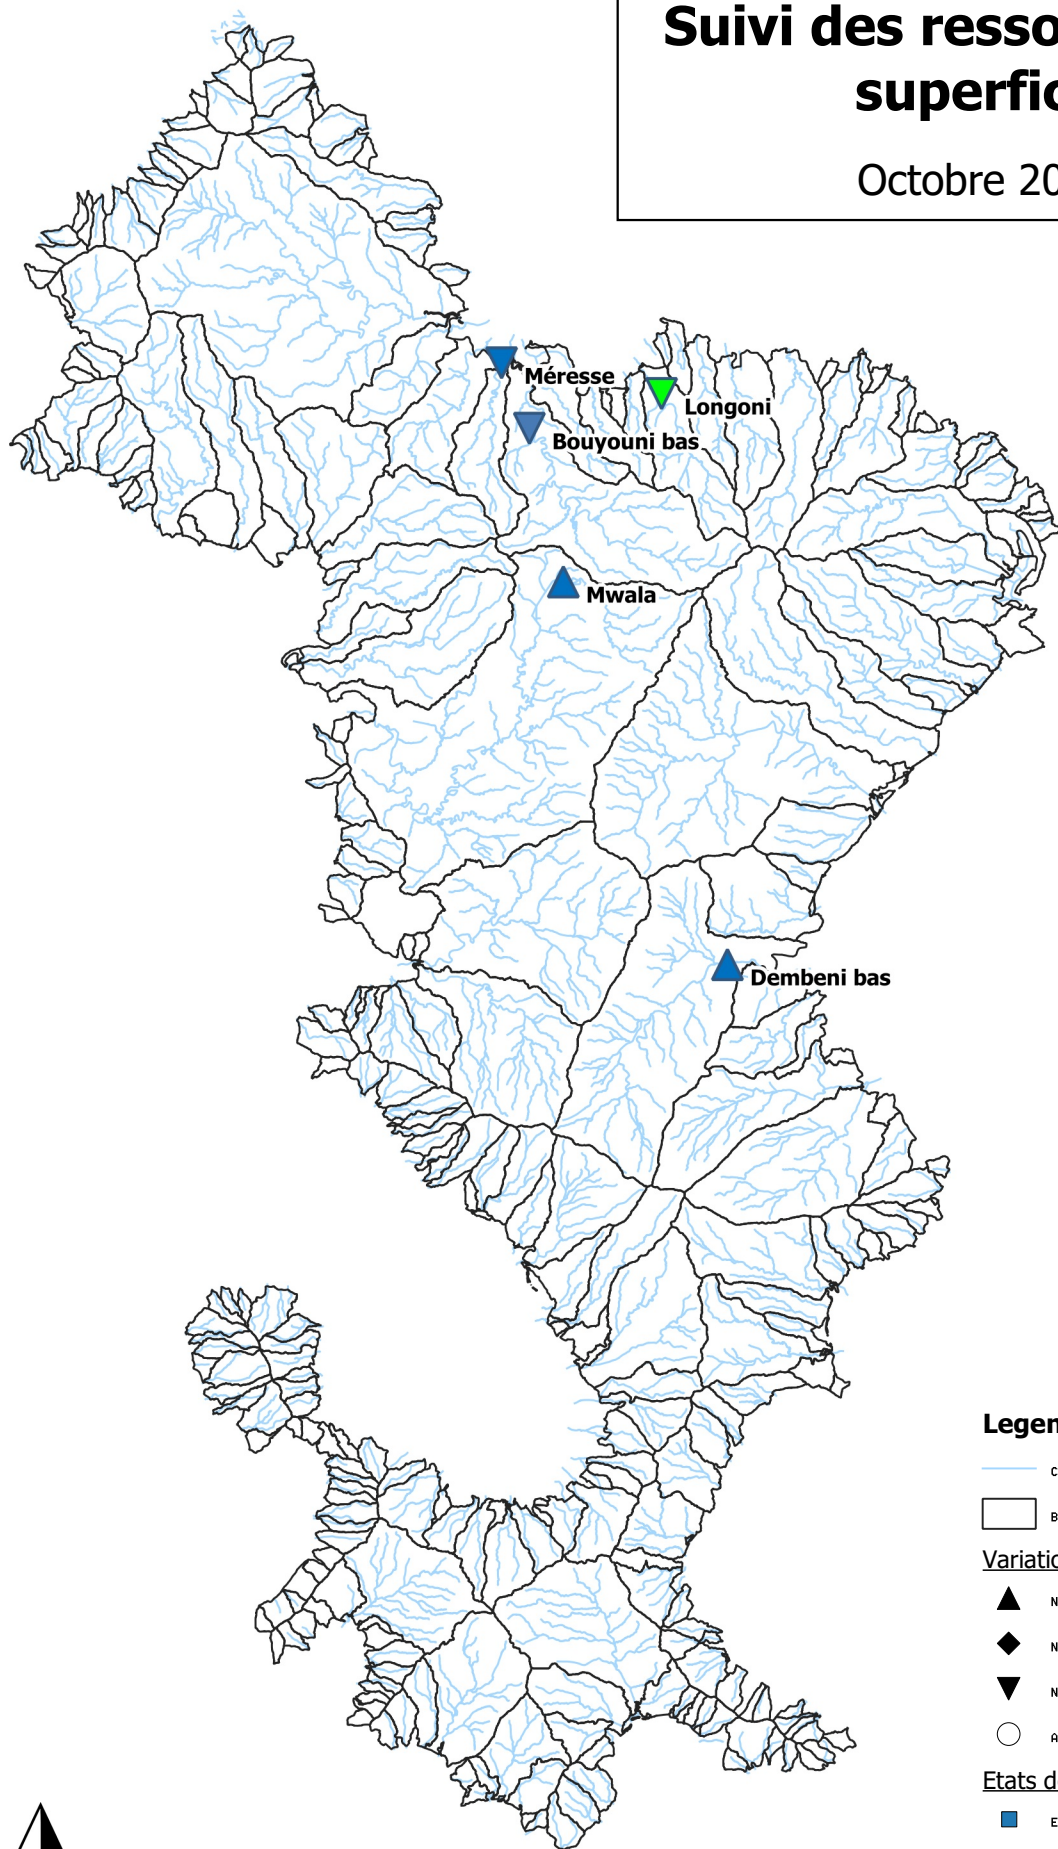 Suivi des resso
superfic
Octobre 20
Méresse
Longoni
Bouyouni bas
Mwala
Dembeni bas
Legen
C
B
Variatio
N
N
N
A
Etats d
E